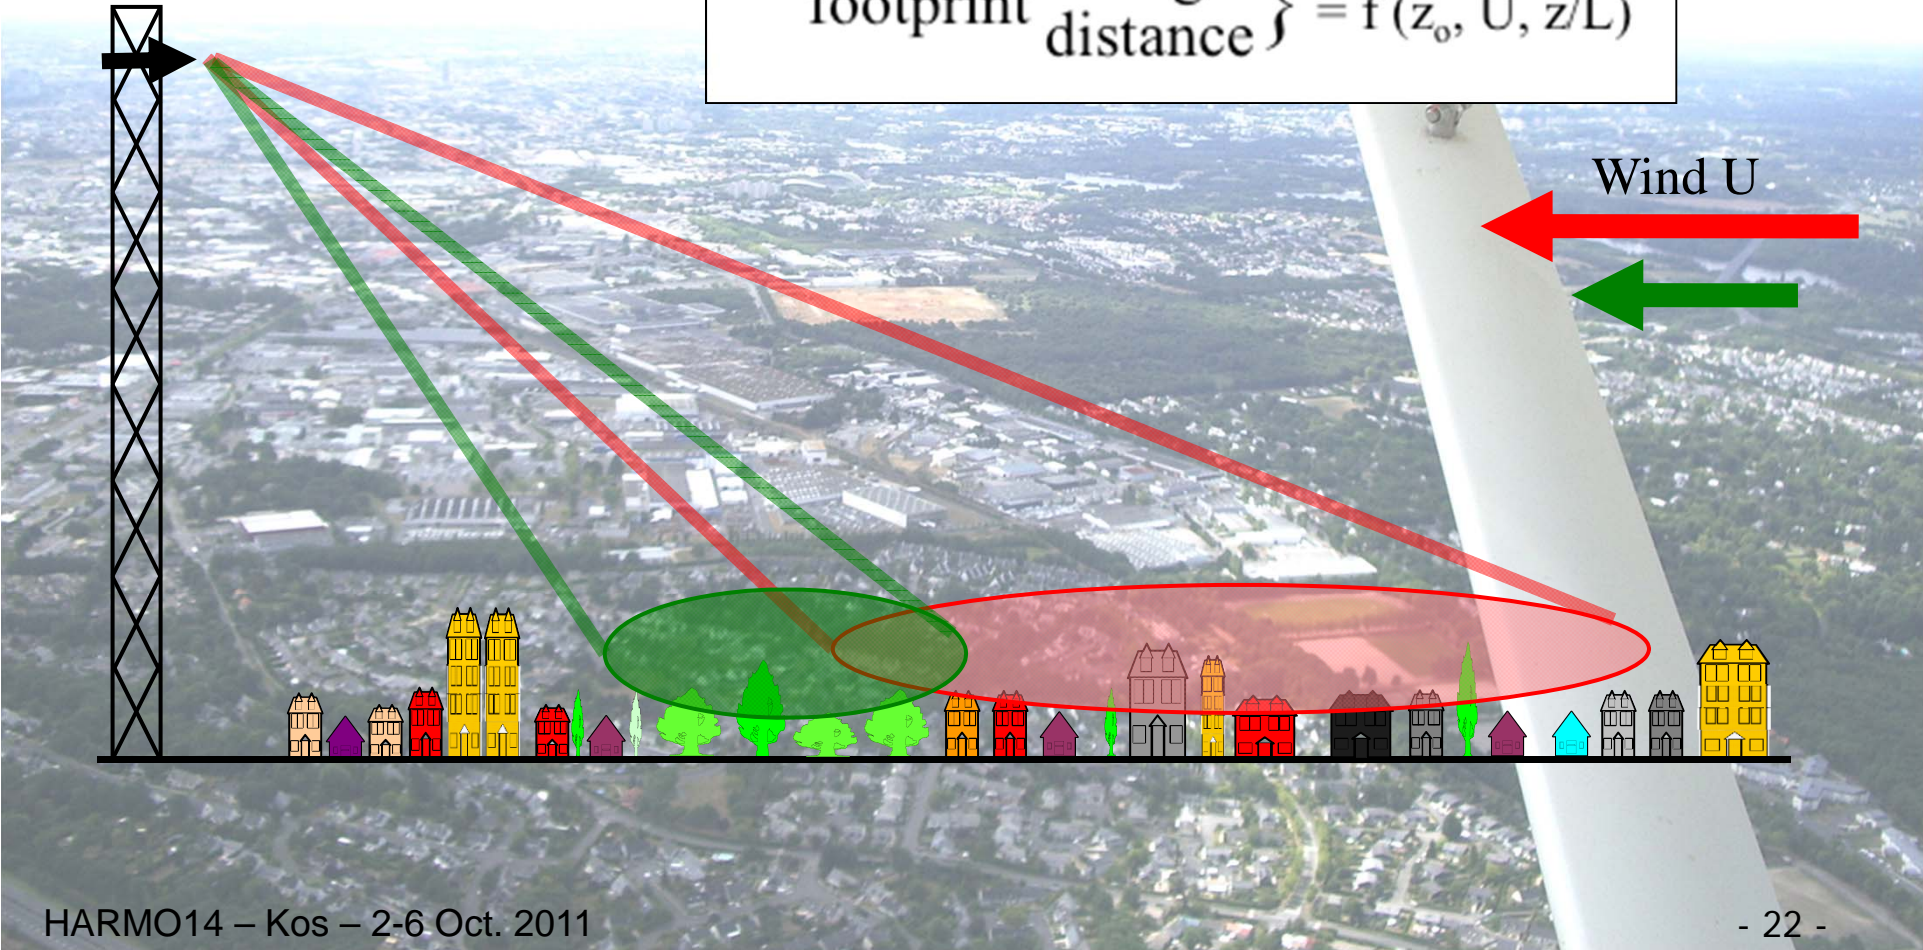 footprint
distance } = f (z₀, U, z/L)
Wind U
HARMO14 – Kos – 2-6 Oct. 2011
- 22 -